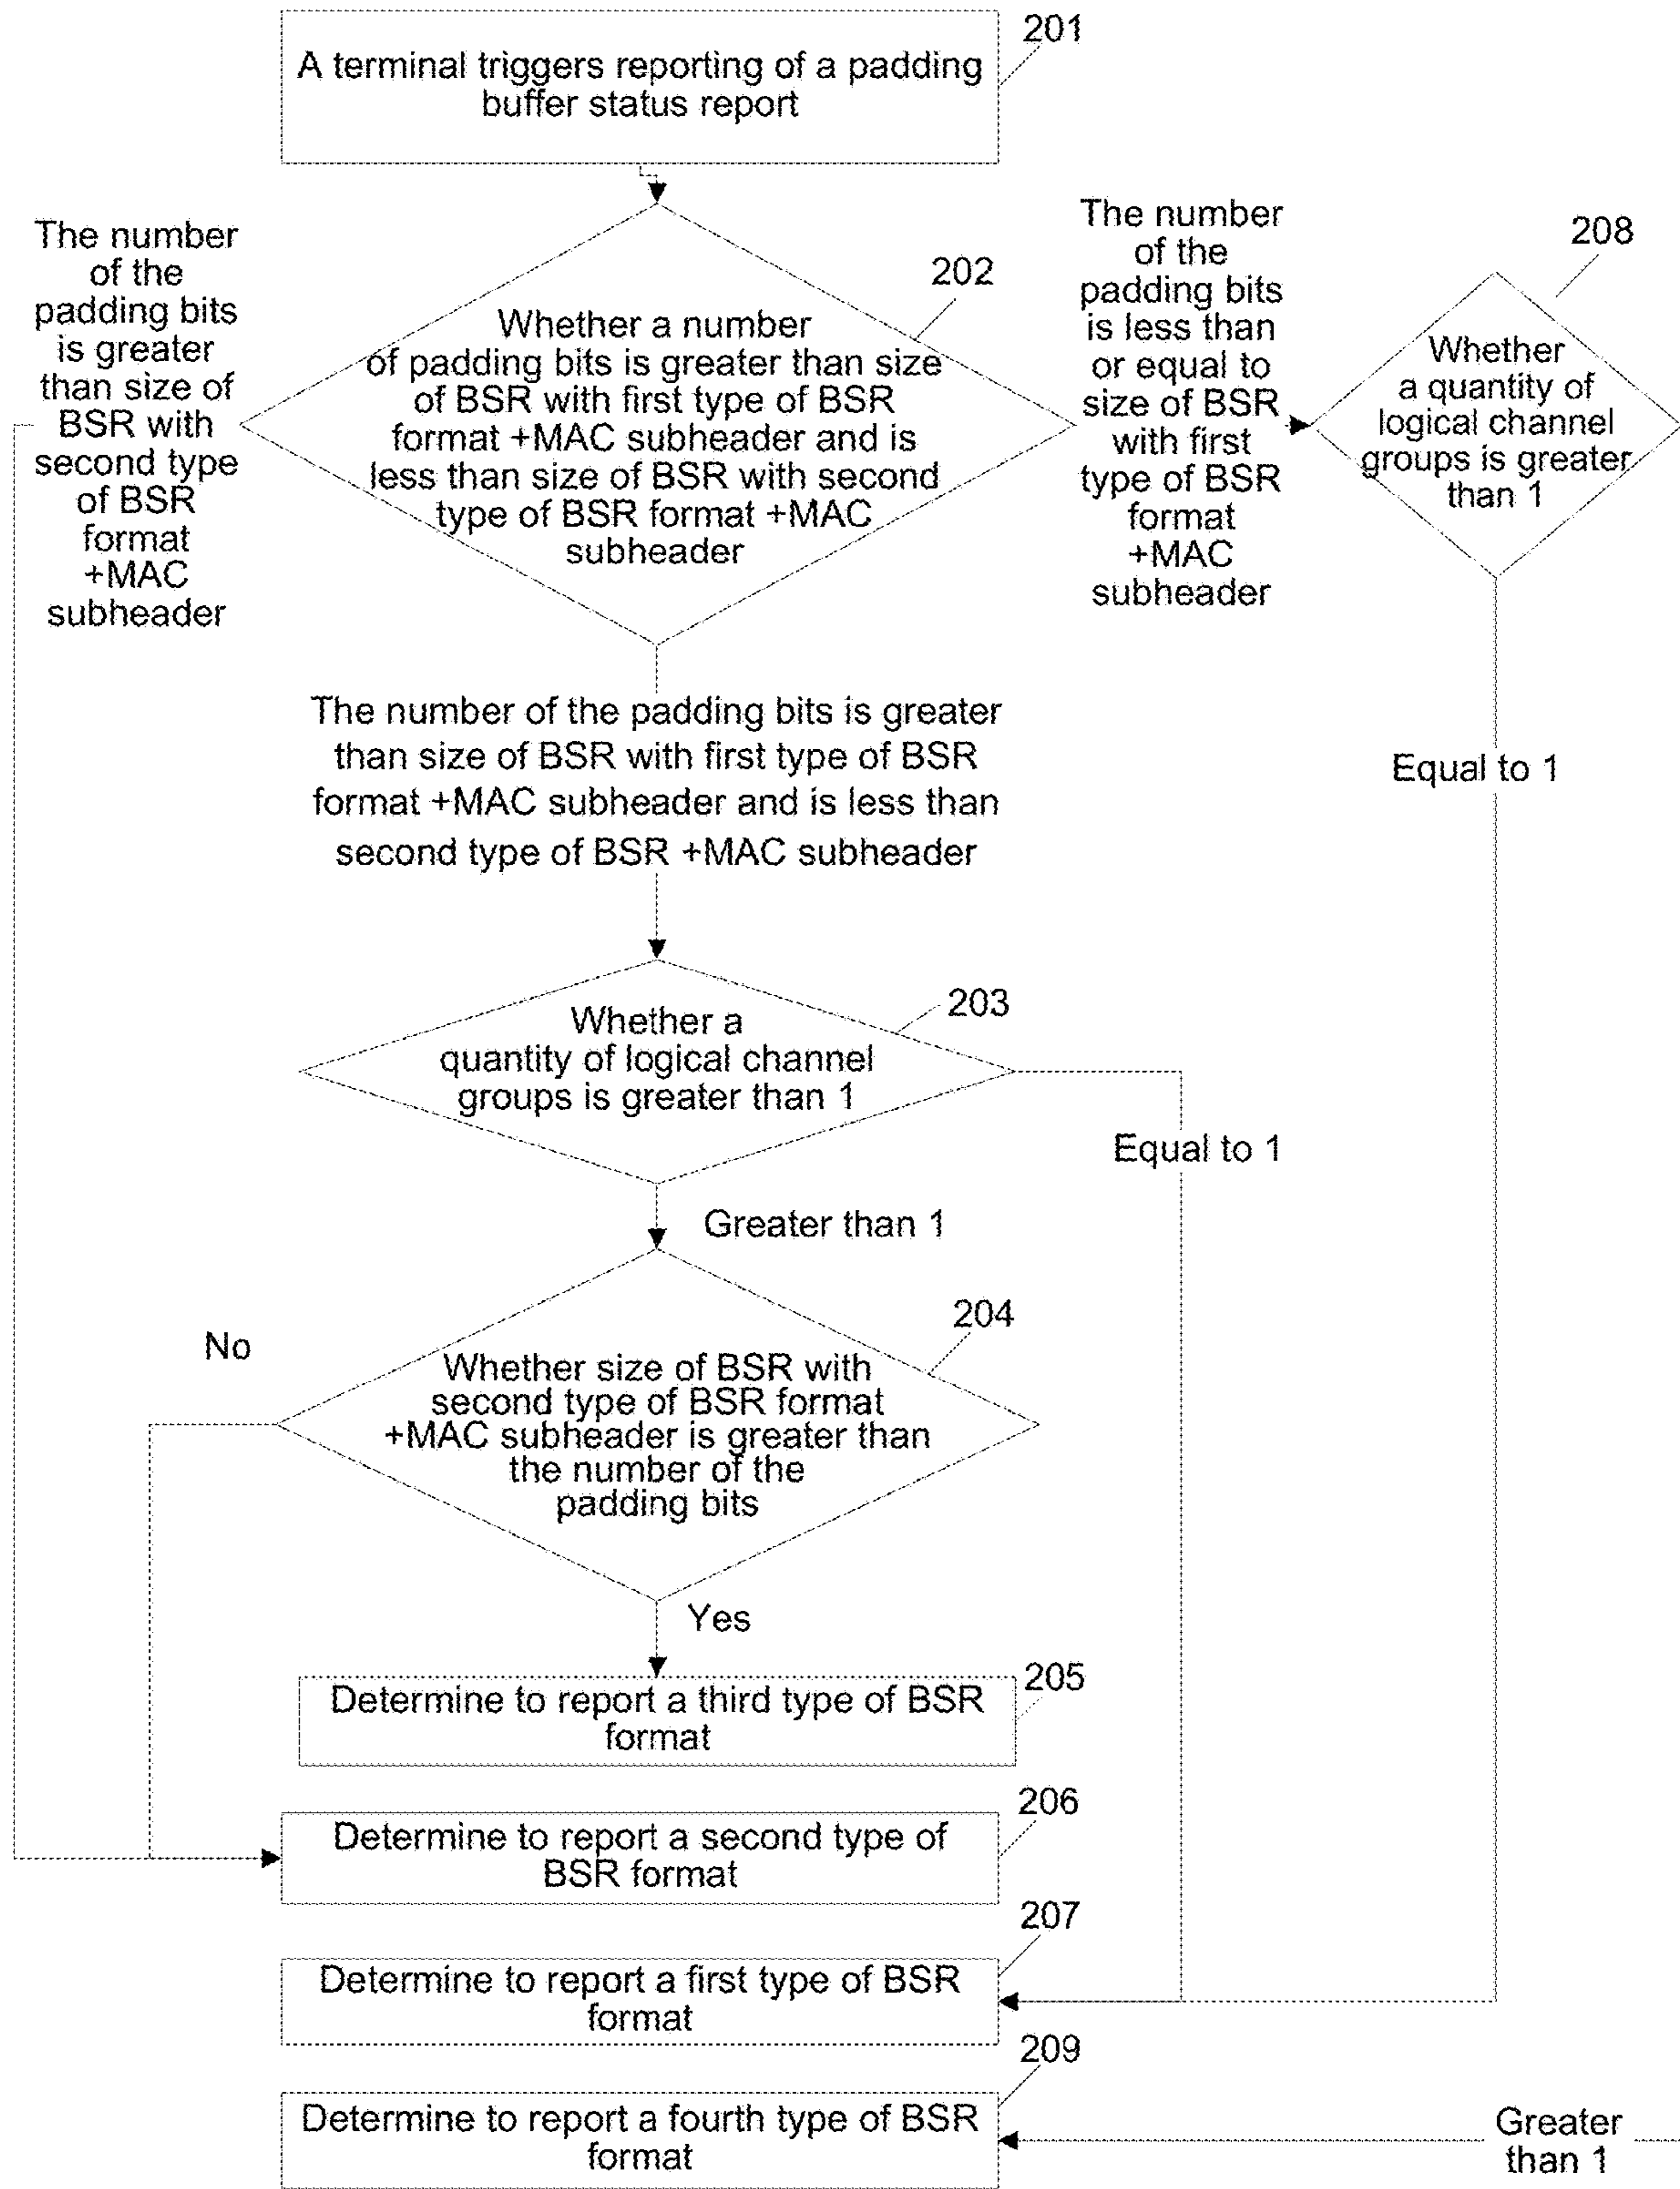 201
A terminal triggers reporting of a padding
buffer status report
The number
of the
padding bits
is greater
than size of
BSR with
second type
of BSR
format
+MAC
subheader
202
Whether a number
of padding bits is greater than size
of BSR with first type of BSR
format +MAC subheader and is
less than size of BSR with second
type of BSR format +MAC
subheader
The number
of the
padding bits
is less than
or equal to
size of BSR
with first
type of BSR
format
+MAC
subheader
208
Whether
a quantity of
logical channel
groups is greater
than 1
The number of the padding bits is greater
than size of BSR with first type of BSR
format +MAC subheader and is less than
second type of BSR +MAC subheader
Equal to 1
203
Whether a
quantity of logical channel
groups is greater than 1
Equal to 1
Greater than 1
204
No
Whether size of BSR with
second type of BSR format
+MAC subheader is greater than
the number of the
padding bits
Yes
205
Determine to report a third type of BSR
format
206
Determine to report a second type of
BSR format
207
Determine to report a first type of BSR
format
209
Determine to report a fourth type of BSR
format
Greater
than 1